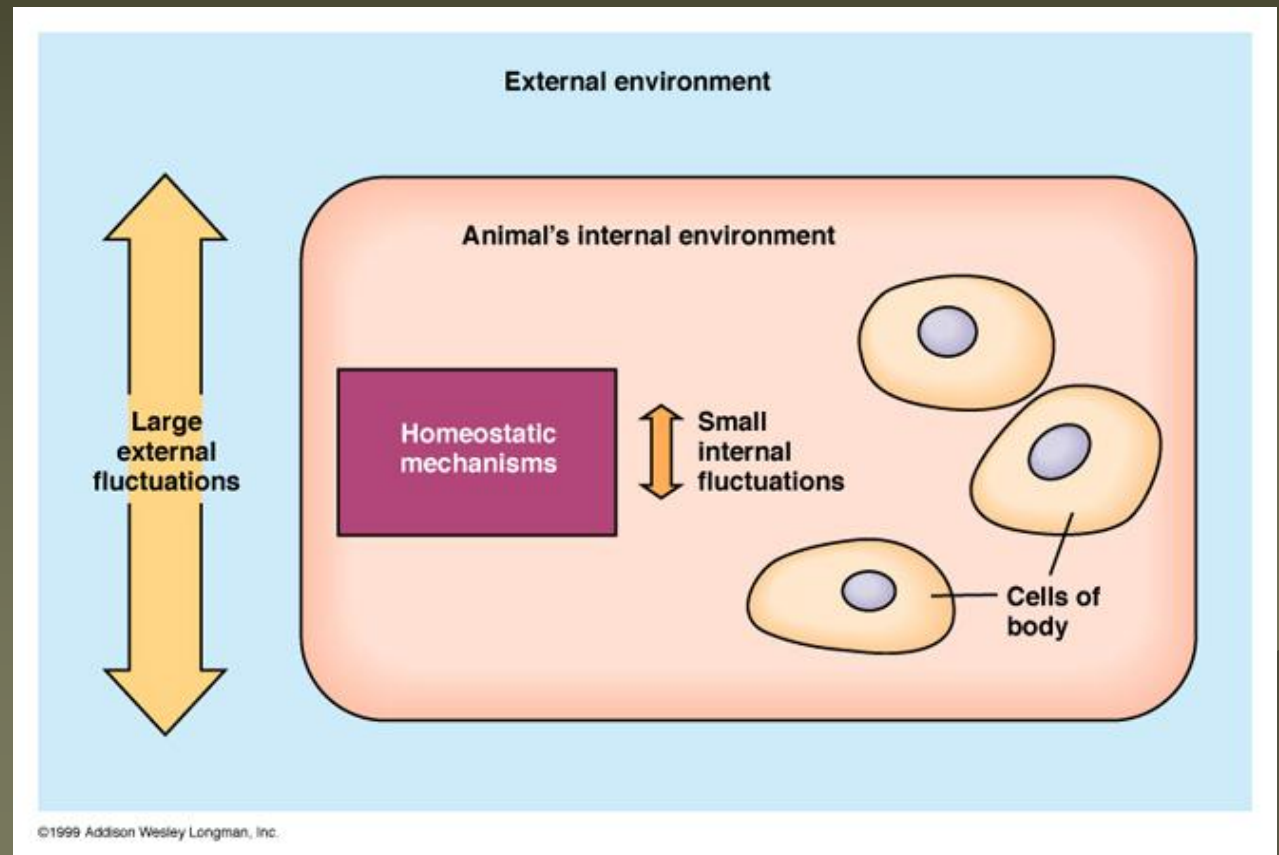 External environment
Animal's internal environment
Large
external
fluctuations
Homeostatic
mechanisms
Small
internal
fluctuations
Cells of
body
©1999 Addison Wesley Longman, Inc.